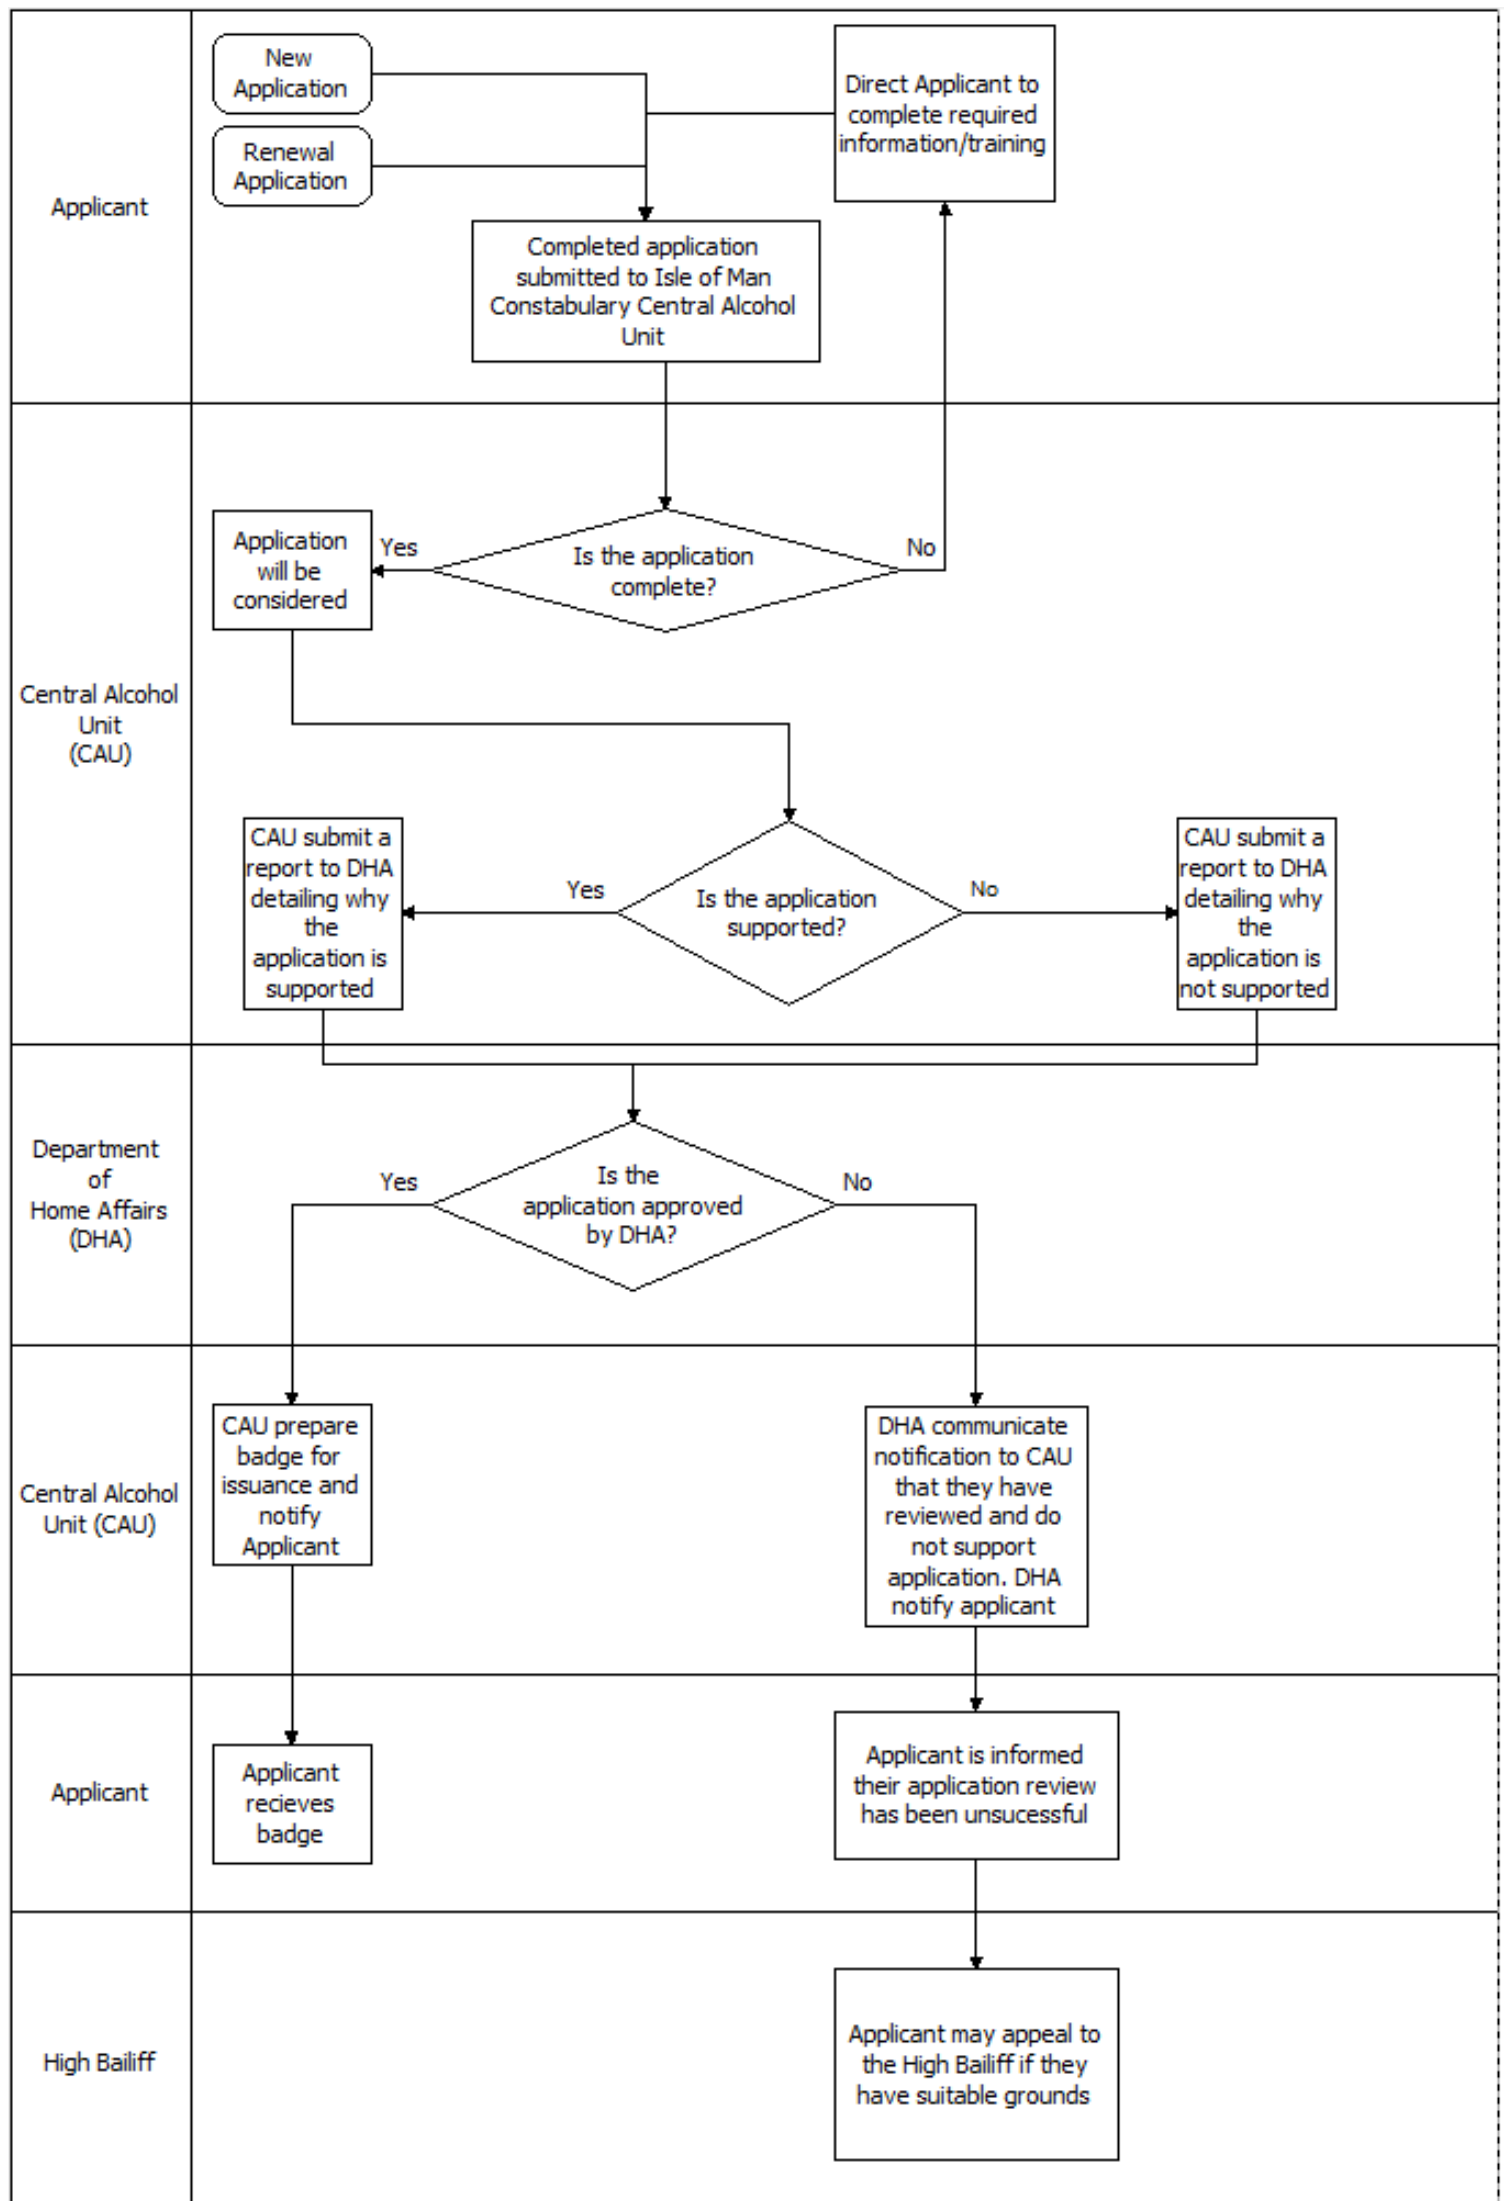 Applicant
New
Application
Renewal
Application
Direct Applicant to
complete required
information/training
Completed application
submitted to Isle of Man
Constabulary Central Alcohol
Unit
Central Alcohol
Unit
(CAU)
Application
will be
considered
Yes
Is the application
complete?
No
CAU submit a
report to DHA
detailing why
the
application is
supported
Yes
Is the application
supported?
No
CAU submit a
report to DHA
detailing why
the
application is
not supported
Department
of
Home Affairs
(DHA)
Yes
Is the
application approved
by DHA?
No
Central Alcohol
Unit (CAU)
CAU prepare
badge for
issuance and
notify
Applicant
DHA communicate
notification to CAU
that they have
reviewed and do
not support
application. DHA
notify applicant
Applicant
Applicant
recieves
badge
Applicant is informed
their application review
has been unsucessful
High Bailiff
Applicant may appeal to
the High Bailiff if they
have suitable grounds